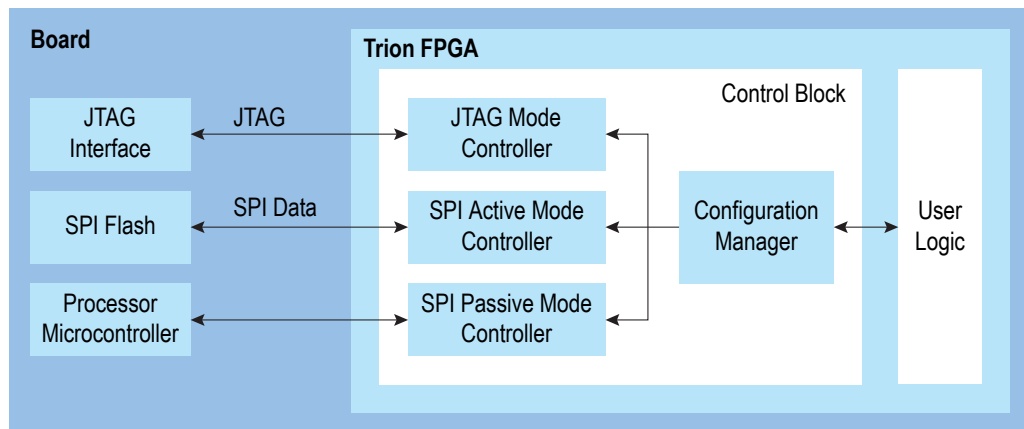 Board
Trion FPGA
Control Block
JTAG
Interface
JTAG
JTAG Mode
Controller
SPI Flash
SPI Data
SPI Active Mode
Controller
Configuration
Manager
User
Logic
Processor
Microcontroller
SPI Passive Mode
Controller